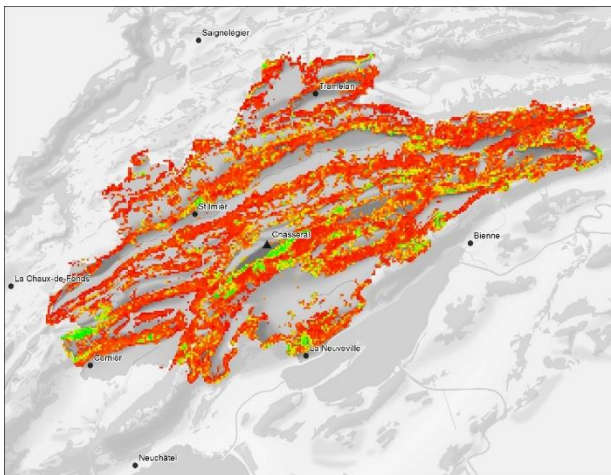 Saignelégier
Tramelan
St-Imier
Chasseral
Bienne
La Chaux-de-Fonds
La Neuveville
Cernier
Neuchâtel